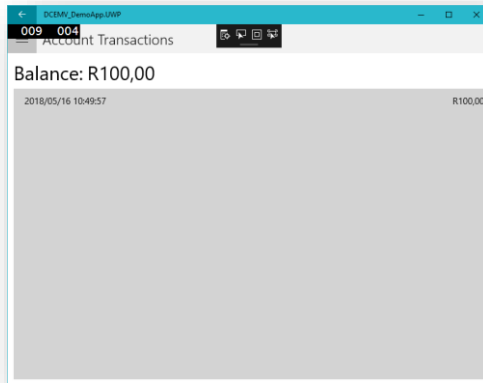 DCEMV_DemoApp.UWP
009 004
Account Transactions
Balance: R100,00
2018/05/16 10:49:57 R100,00